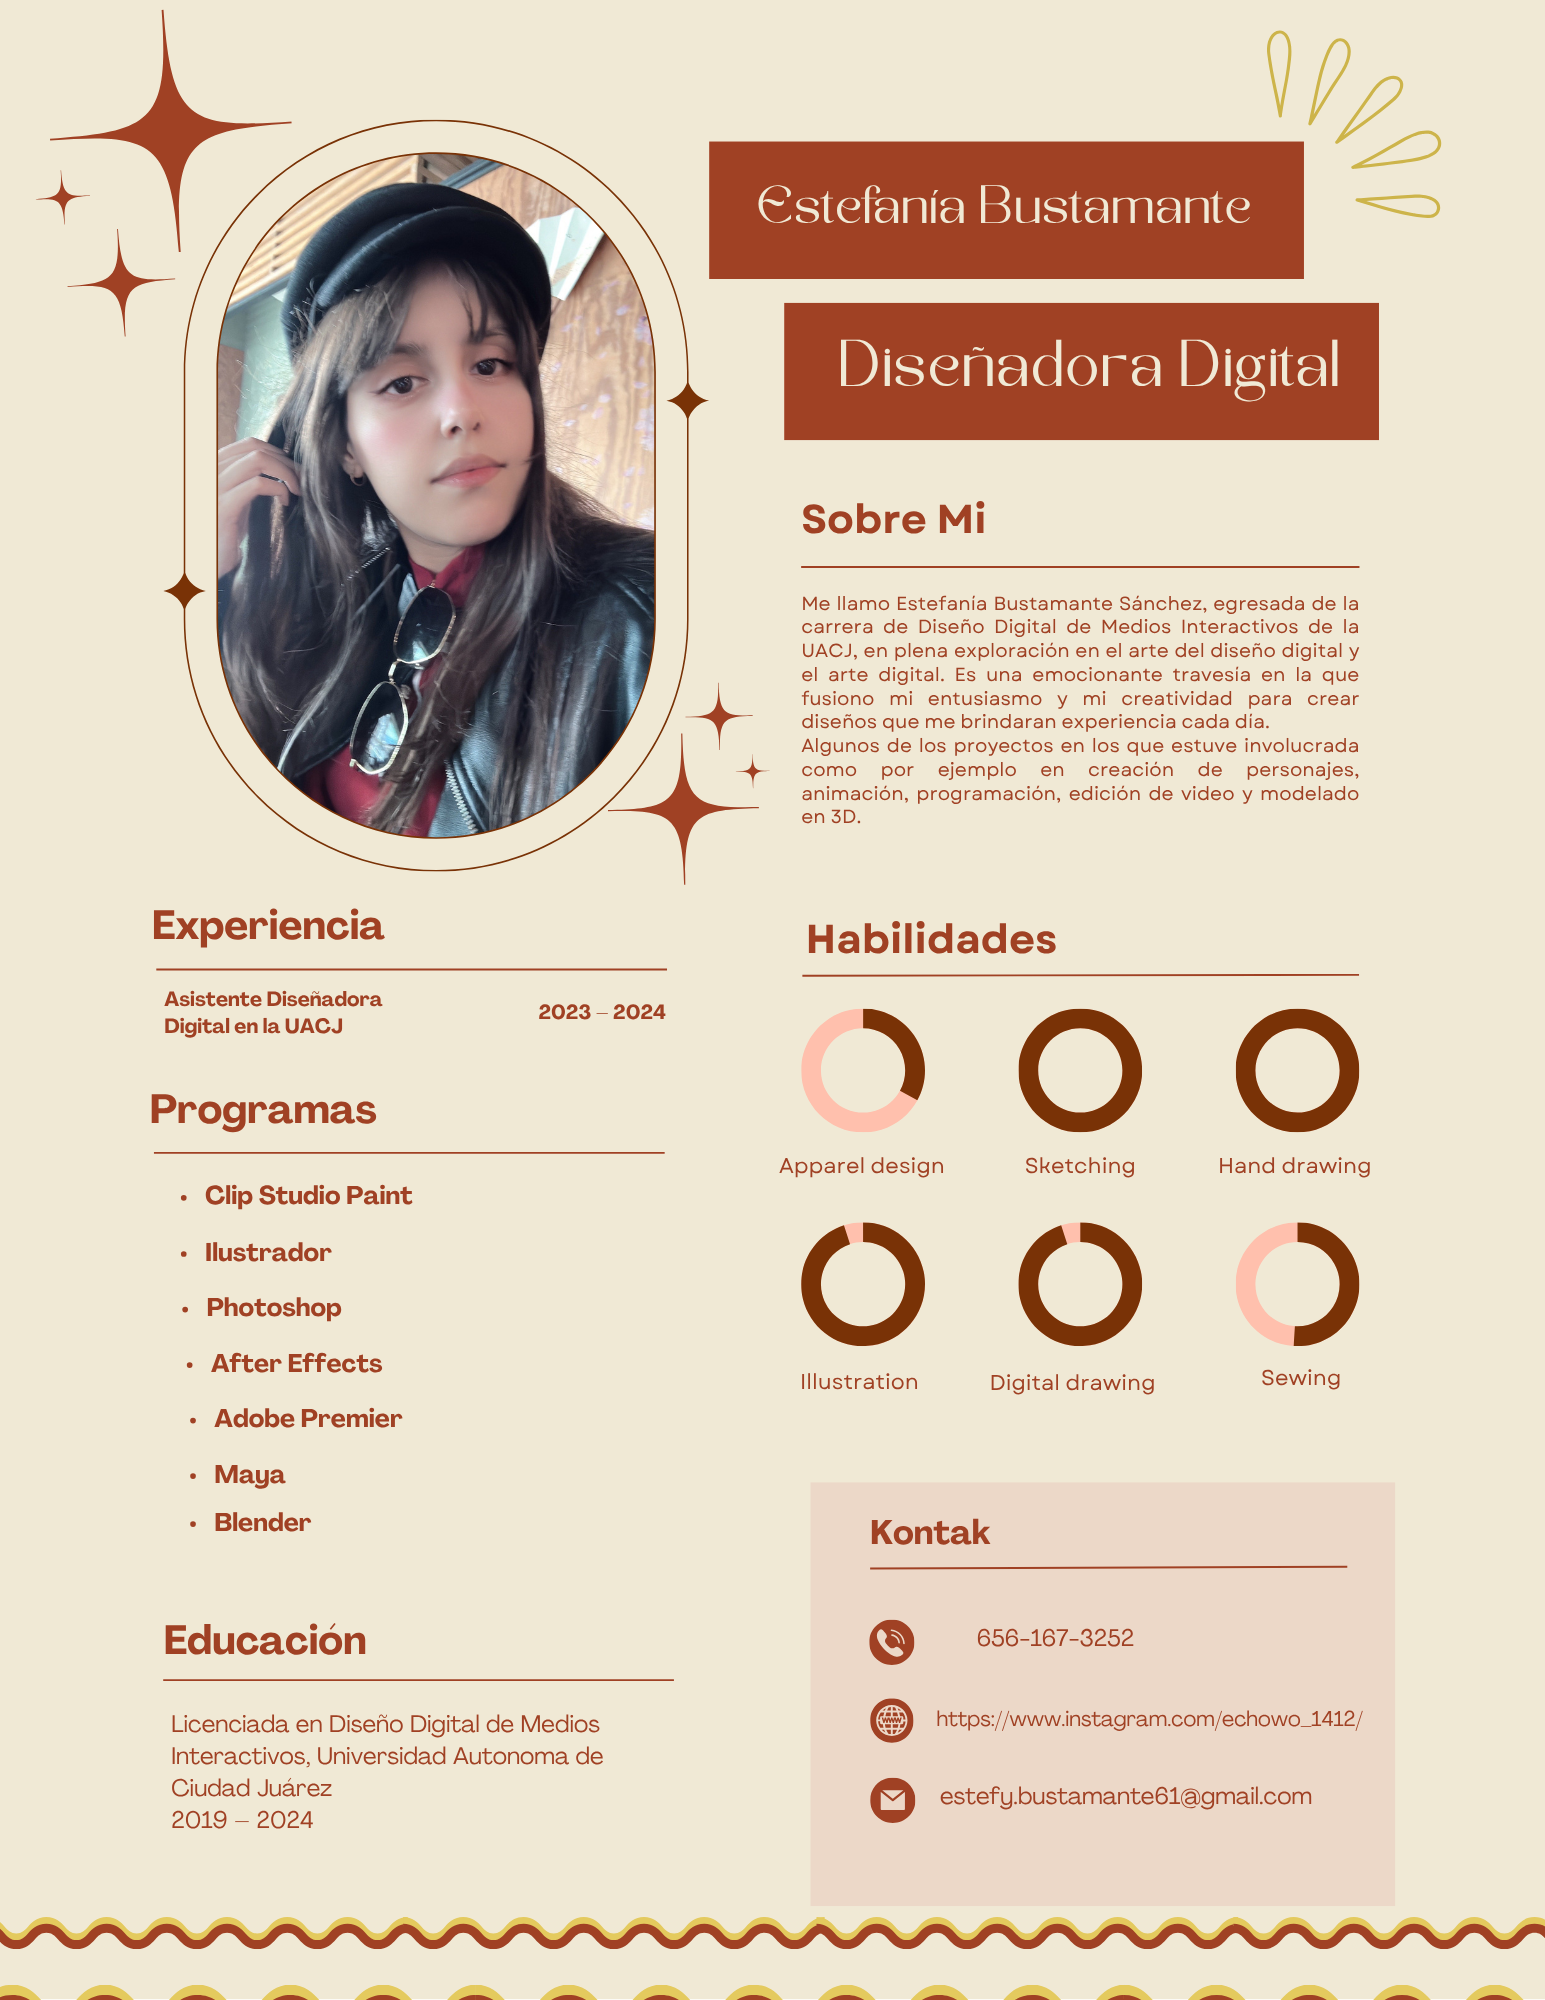 Estefanía Bustamante
Diseñadora Digital
Sobre Mi
Me llamo Estefanía Bustamante Sánchez, egresada de la
carrera de Diseño Digital de Medios Interactivos de la
UACJ, en plena exploración en el arte del diseño digital y
el arte digital. Es una emocionante travesía en la que
fusiono mi entusiasmo y mi creatividad para crear
diseños que me brindaran experiencia cada día.
Algunos de los proyectos en los que estuve involucrada
como por ejemplo en creación de personajes,
animación, programación, edición de video y modelado
en 3D.
Experiencia
Asistente Diseñadora
Digital en la UACJ
2023 – 2024
Programas
• Clip Studio Paint
• Ilustrador
• Photoshop
• After Effects
• Adobe Premier
• Maya
• Blender
Educación
Licenciada en Diseño Digital de Medios
Interactivos, Universidad Autonoma de
Ciudad Juárez
2019 – 2024
Habilidades
Apparel design
Sketching
Hand drawing
Illustration
Digital drawing
Sewing
Kontak
656-167-3252
WWW
https://www.instagram.com/echowo_1412/
estefy.bustamante61@gmail.com